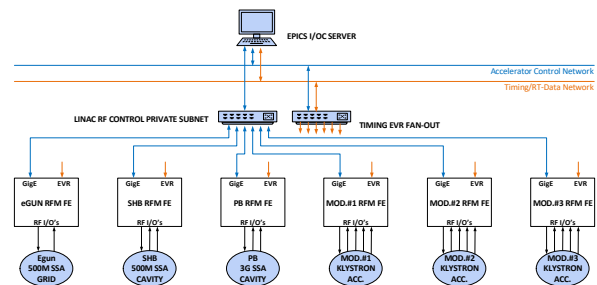 EPICS I/OC SERVER
Accelerator Control Network
Timing/RT-Data Network
LINAC RF CONTROL PRIVATE SUBNET
TIMING EVR FAN-OUT
GigE EVR
eGUN RFM FE
RF I/O's
GigE EVR
SHB RFM FE
RF I/O's
GigE EVR
PB RFM FE
RF I/O's
GigE EVR
MOD.#1 RFM FE
RF I/O's
GigE EVR
MOD.#2 RFM FE
RF I/O's
GigE EVR
MOD.#3 RFM FE
RF I/O's
Egun
500M SSA
GRID
SHB
500M SSA
CAVITY
PB
3G SSA
CAVITY
MOD.#1
KLYSTRON
ACC.
MOD.#2
KLYSTRON
ACC.
MOD.#3
KLYSTRON
ACC.